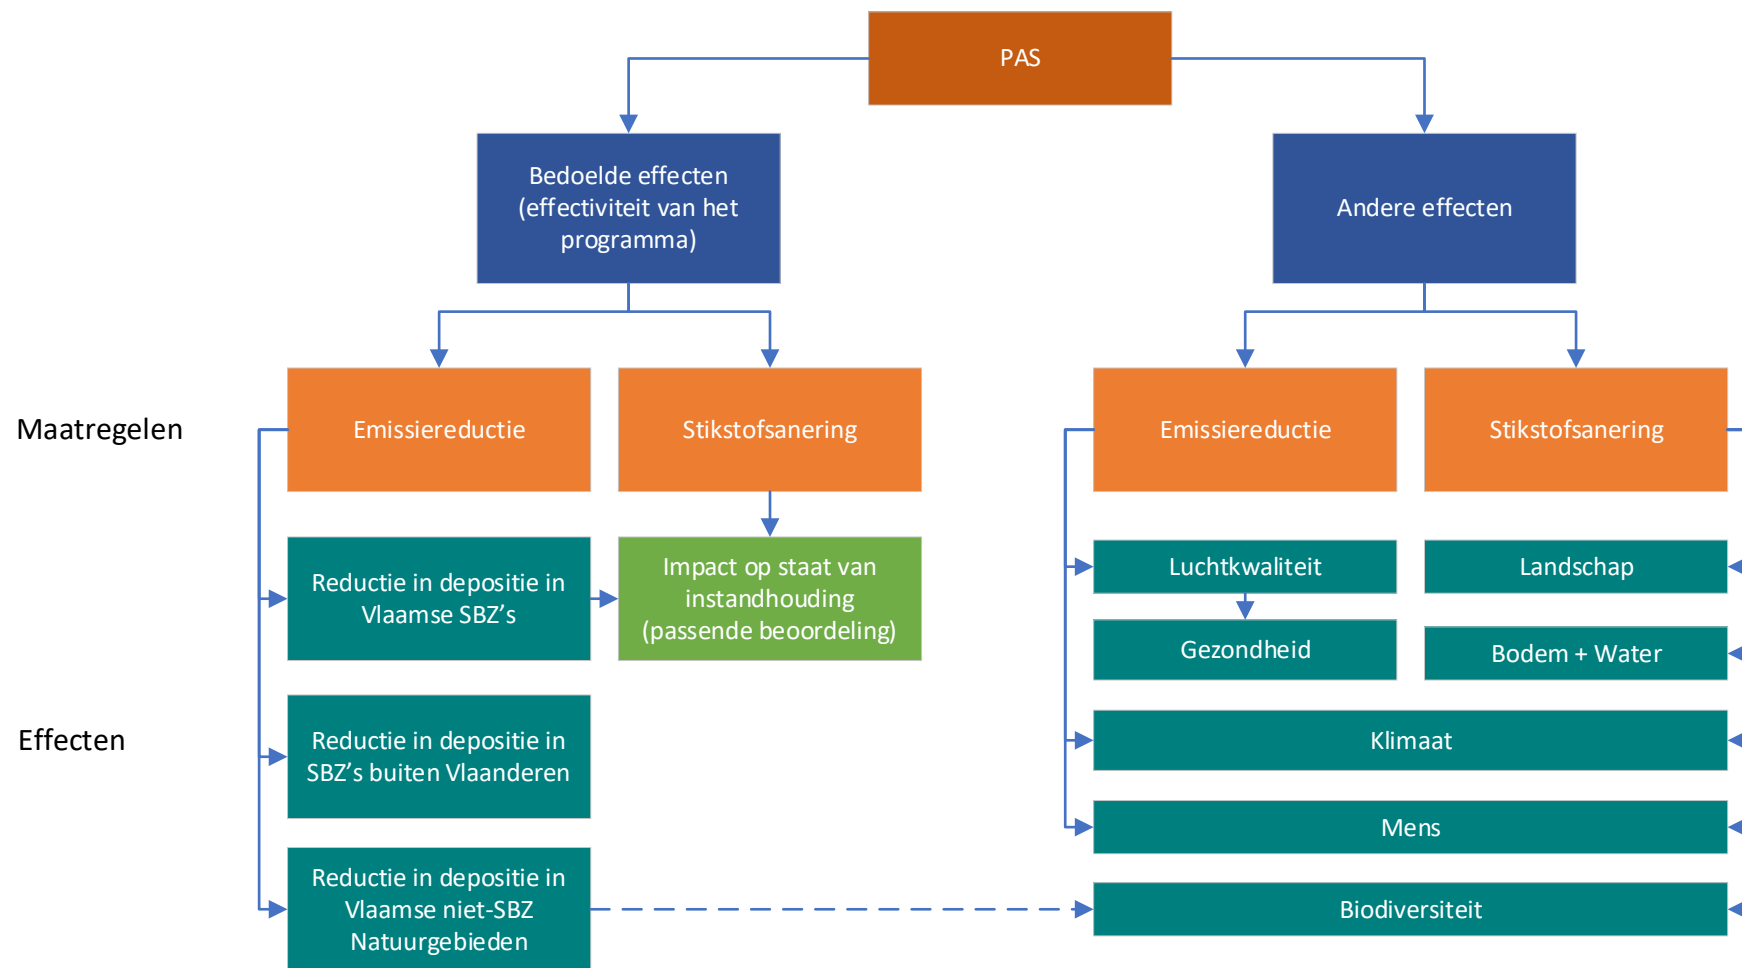 PAS
Bedoelde effecten
(effectiviteit van het
programma)
Andere effecten
Maatregelen
Emissiereductie
Stikstofsanering
Emissiereductie
Stikstofsanering
Effecten
Reductie in depositie in
Vlaamse SBZ’s
Impact op staat van
instandhouding
(passende beoordeling)
Reductie in depositie in
SBZ’s buiten Vlaanderen
Reductie in depositie in
Vlaamse niet-SBZ
Natuurgebieden
Luchtkwaliteit
Landschap
Gezondheid
Bodem + Water
Klimaat
Mens
Biodiversiteit